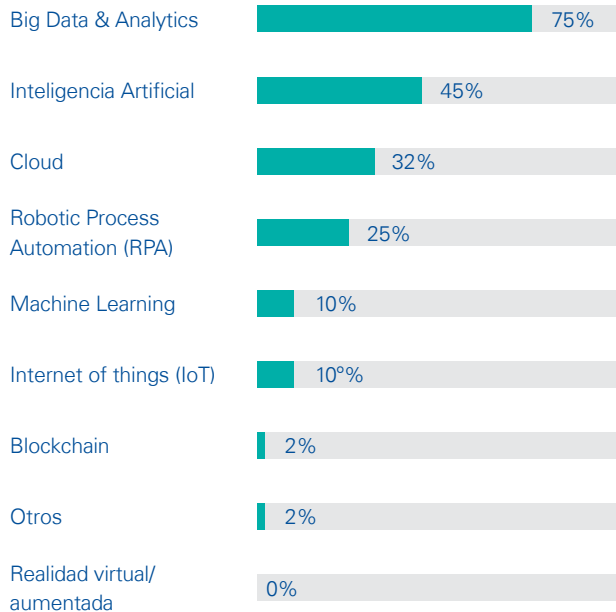 Big Data & Analytics 75%
Inteligencia Artificial 45%
Cloud 32%
Robotic Process
Automation (RPA) 25%
Machine Learning 10%
Internet of things (IoT) 10º%
Blockchain 2%
Otros 2%
Realidad virtual/
aumentada 0%